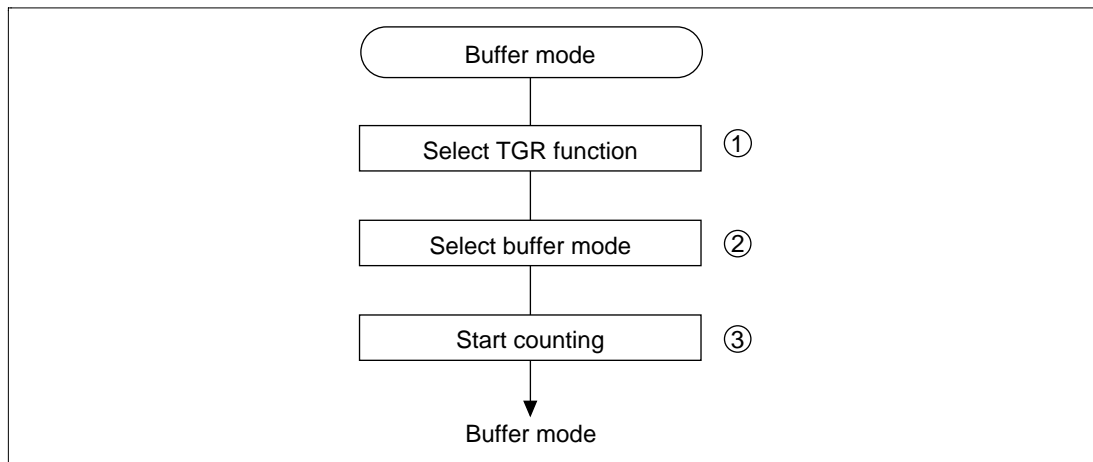 Buffer mode
Select TGR function ①
Select buffer mode ②
Start counting ③
Buffer mode